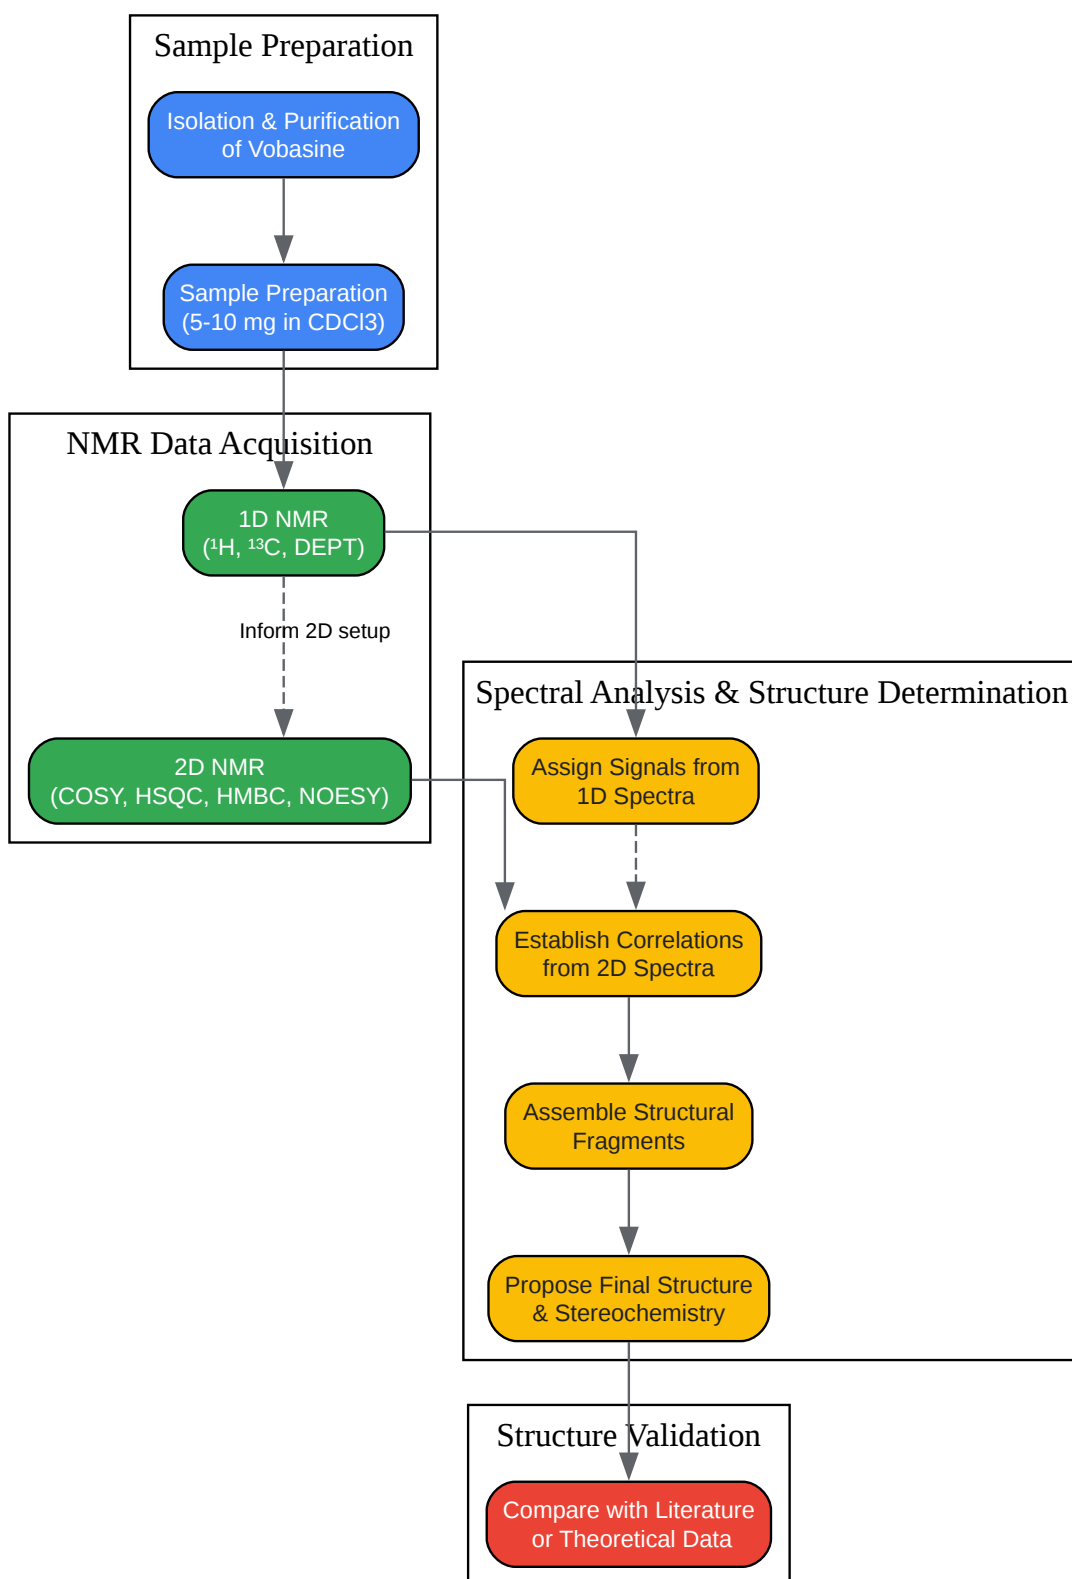 Sample Preparation
Isolation & Purification
of Vobasine
Sample Preparation
(5-10 mg in CDCl3)
NMR Data Acquisition
1D NMR
(¹H, ¹³C, DEPT)
Inform 2D setup
2D NMR
(COSY, HSQC, HMBC, NOESY)
Spectral Analysis & Structure Determination
Assign Signals from
1D Spectra
Establish Correlations
from 2D Spectra
Assemble Structural
Fragments
Propose Final Structure
& Stereochemistry
Structure Validation
Compare with Literature
or Theoretical Data